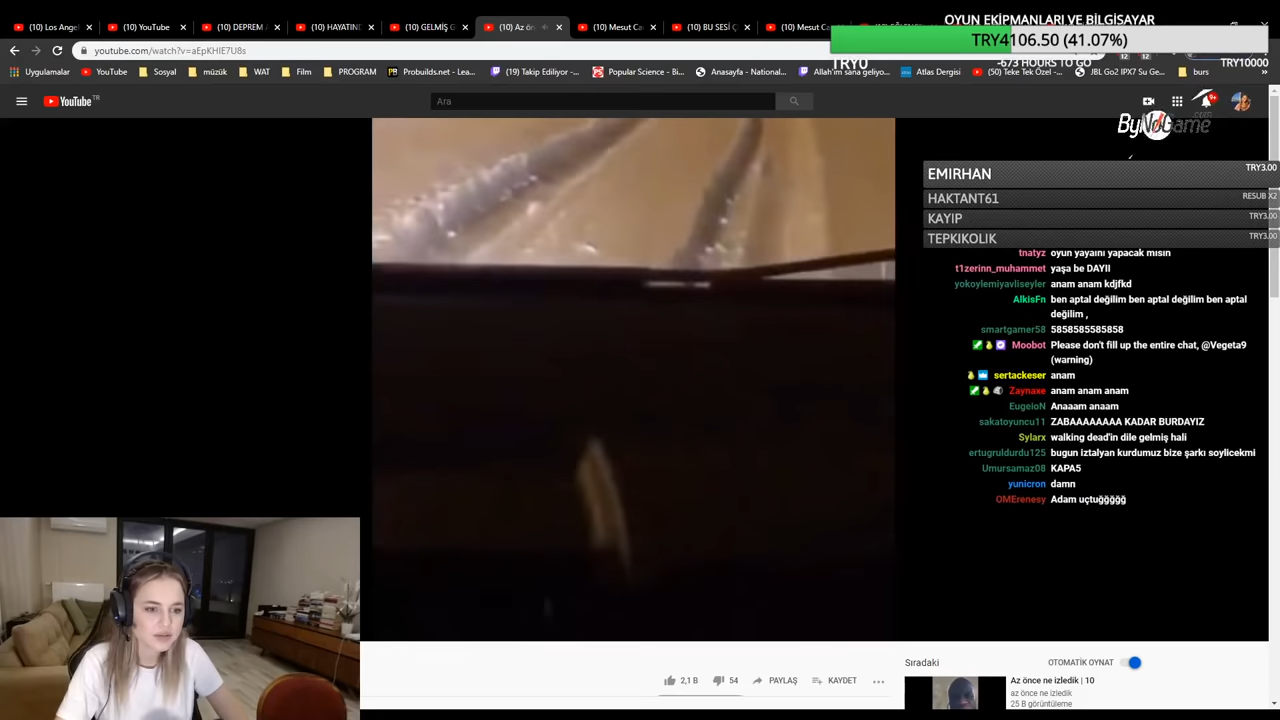 (10) Los Angel
(10) YouTube
(10) DEPREM
(10) HAYATIND
(10) GELMİŞ G
(10) Az ön
(10) Mesut Ca
(10) BU SESİ Ç
(10) Mesut Ca
OYUN EKİPMANLARI VE BİLGİSAYAR
TRY4106.50 (41.07%)
TRY0
-673 HOURS TO GO
TRY10000
youtube.com/watch?v=aEpKHIE7U8s
Uygulamalar
YouTube
Sosyal
müzük
WAT
Film
PROGRAM
Probuilds.net - Lea...
(19) Takip Ediliyor -...
Popular Science - Bi...
Anasayfa - National...
Allah'ım sana geliyo...
Atlas Dergisi
(50) Teke Tek Özel -...
JBL Go2 IPX7 Su Ge...
burs
YouTube TR
Ara
9+
ByNoGame .com
EMIRHAN TRY3.00
HAKTANT61 RESUB X2
KAYIP TRY3.00
TEPKIKOLIK TRY3.00
tnatyz oyun yayaını yapacak mısın
t1zerinn_muhammet yaşa be DAYII
yokoylemiyavliseyler anam anam kdjfkd
AlkisFn ben aptal değilim ben aptal değilim ben aptal
değilim ,
smartgamer58 5858585585858
Moobot Please don't fill up the entire chat, @Vegeta9
(warning)
sertackeser anam
Zaynaxe anam anam anam
EugeioN Anaaam anaam
sakatoyuncu11 ZABAAAAAAAA KADAR BURDAYIZ
Sylarx walking dead'in dile gelmiş hali
ertugruldurdu125 bugun iztalyan kurdumuz bize şarkı soylicekmi
Umursamaz08 KAPA5
yunicron damn
OMErenesy Adam uçtuğğğğğ
2,1 B
54
PAYLAŞ
KAYDET
Sıradaki
OTOMATİK OYNAT
Az önce ne izledik | 10
az önce ne izledik
25 B görüntüleme